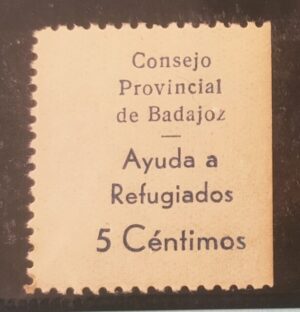 Consejo
Provincial
de Badajoz
Ayuda a
Refugiados
5 Céntimos